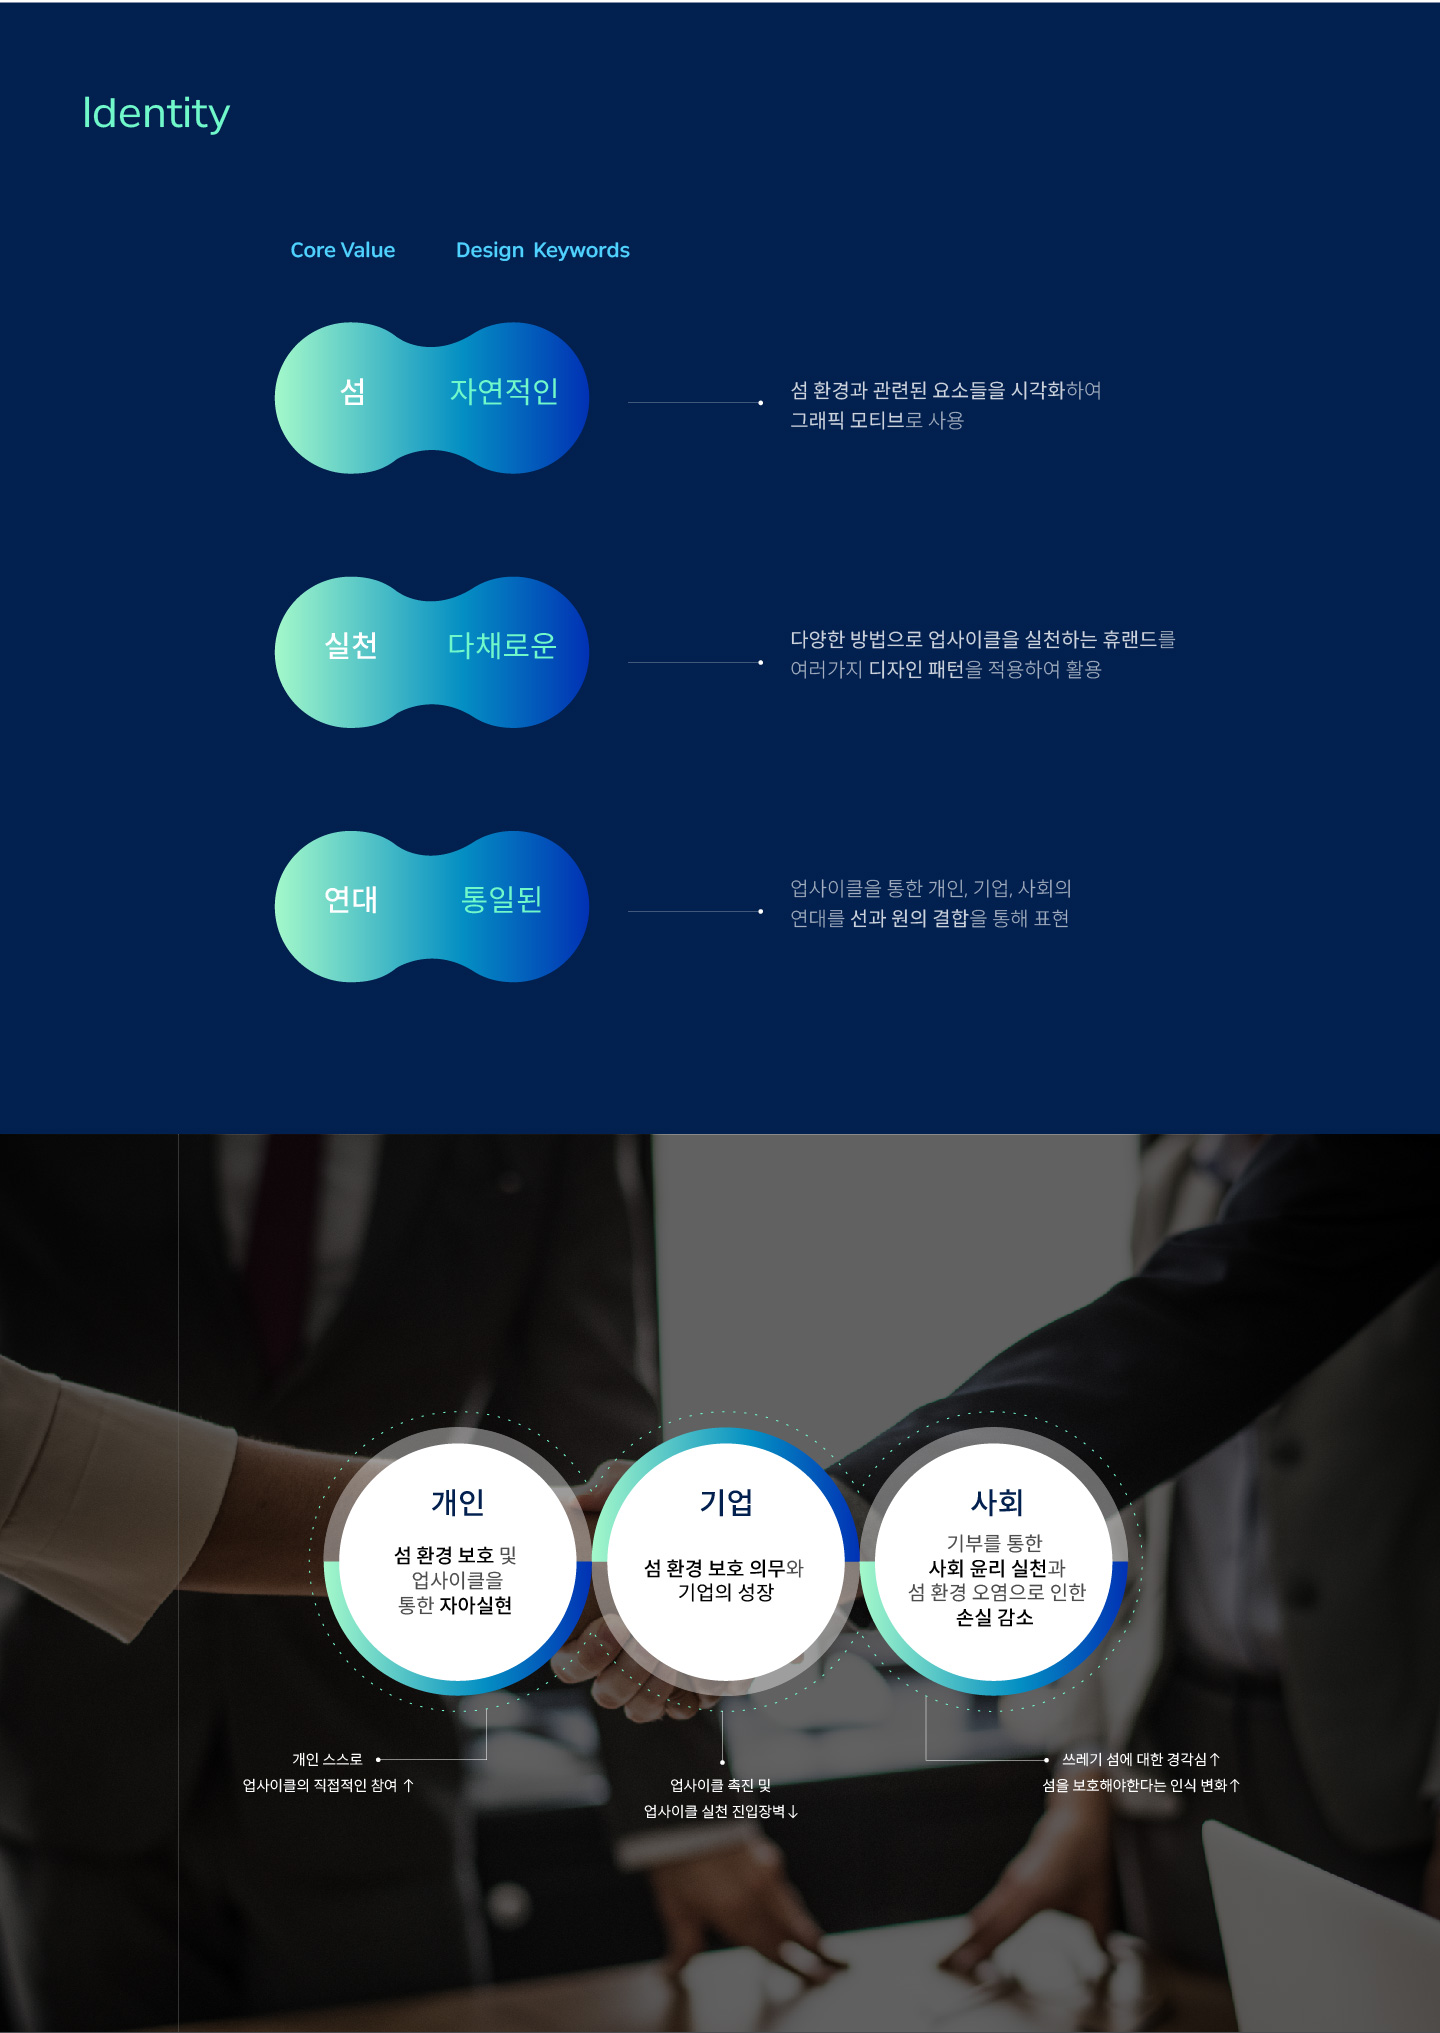 Identity
Core Value
Design Keywords
섬
자연적인
섬 환경과 관련된 요소들을 시각화하여
그래픽 모티브로 사용
실천
다채로운
다양한 방법으로 업사이클을 실천하는 휴랜드를
여러가지 디자인 패턴을 적용하여 활용
연대
통일된
업사이클을 통한 개인, 기업, 사회의
연대를 선과 원의 결합을 통해 표현
개인
섬 환경 보호 및
업사이클을
통한 자아실현
기업
섬 환경 보호 의무와
기업의 성장
사회
기부를 통한
사회 윤리 실천과
섬 환경 오염으로 인한
손실 감소
개인 스스로
업사이클의 직접적인 참여 ↑
업사이클 촉진 및
업사이클 실천 진입장벽↓
쓰레기 섬에 대한 경각심↑
섬을 보호해야한다는 인식 변화↑